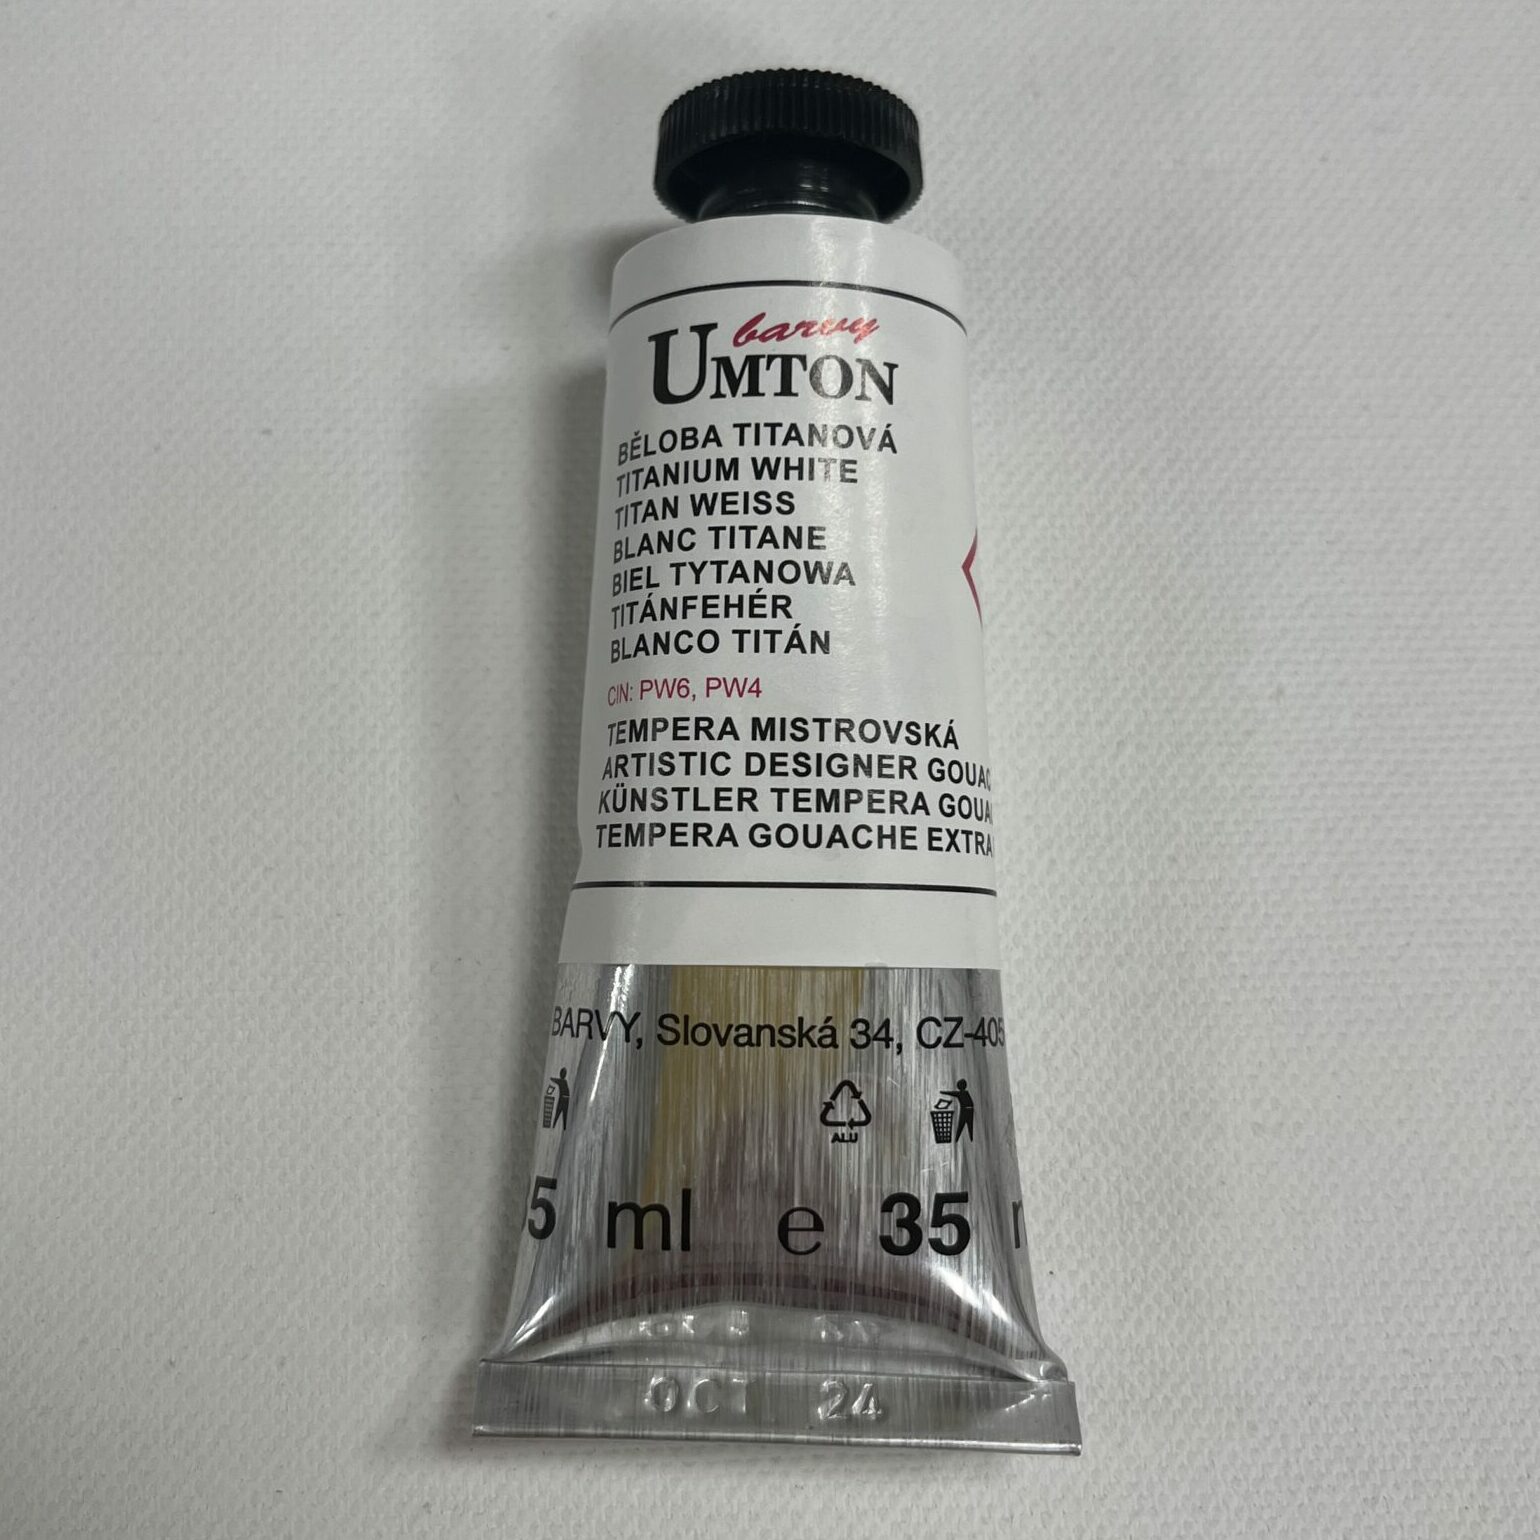 barvy
UMTON
BĚLOBA TITANOVÁ
TITANIUM WHITE
TITAN WEISS
BLANC TITANE
BIEL TYTANOWA
TITÁNFEHÉR
BLANCO TITÁN
CIN: PW6, PW4
TEMPERA MISTROVSKÁ
ARTISTIC DESIGNER GOUAC
KÜNSTLER TEMPERA GOUA
TEMPERA GOUACHE EXTRA
BARVY, Slovanská 34, CZ-405
ALU
5 ml e 35
OCT 24